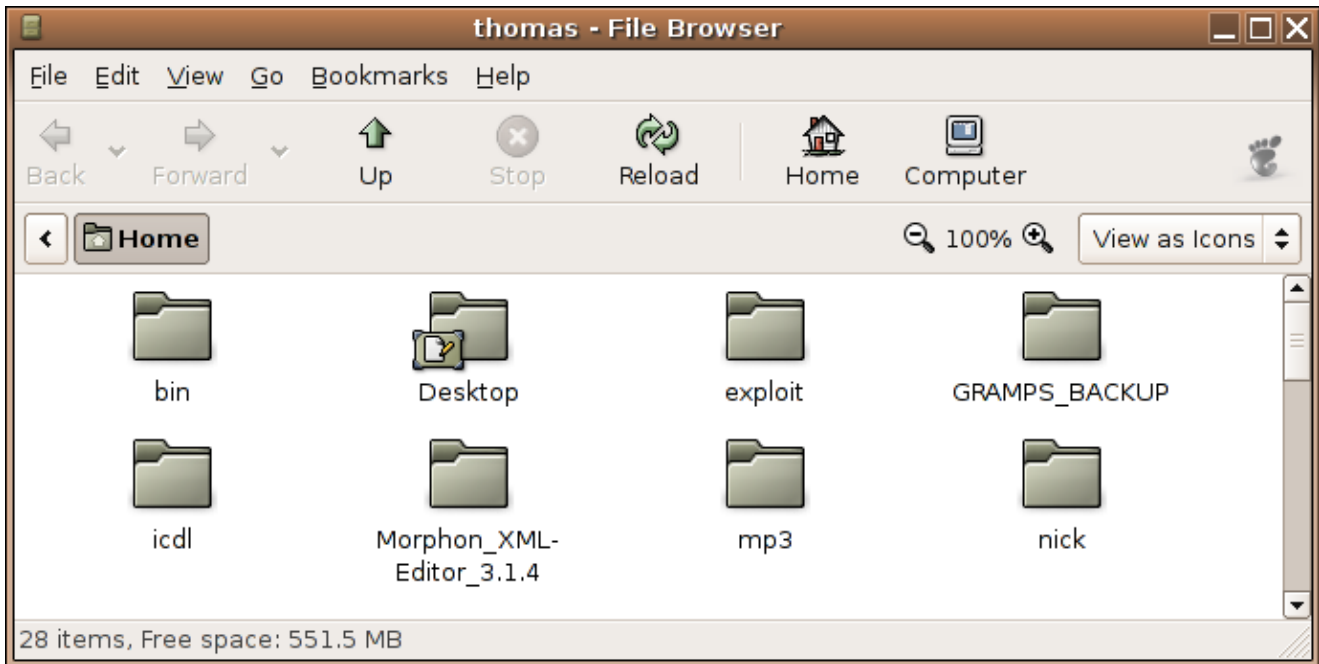 thomas - File Browser
File Edit View Go Bookmarks Help
Back Forward Up Stop Reload Home Computer
Home 100% View as Icons
bin Desktop exploit GRAMPS_BACKUP
icdl Morphon_XML- mp3 nick
Editor_3.1.4
28 items, Free space: 551.5 MB